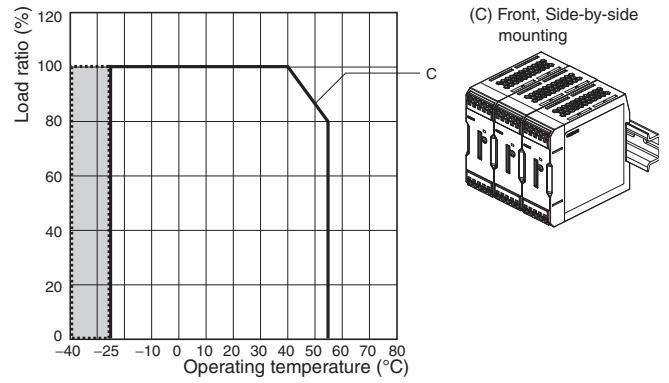 Load ratio (%)
120
100
80
60
40
20
0
−40 −25 −10 0 10 20 30 40 50 60 70 80
Operating temperature (°C)
C
(C) Front, Side-by-side
mounting